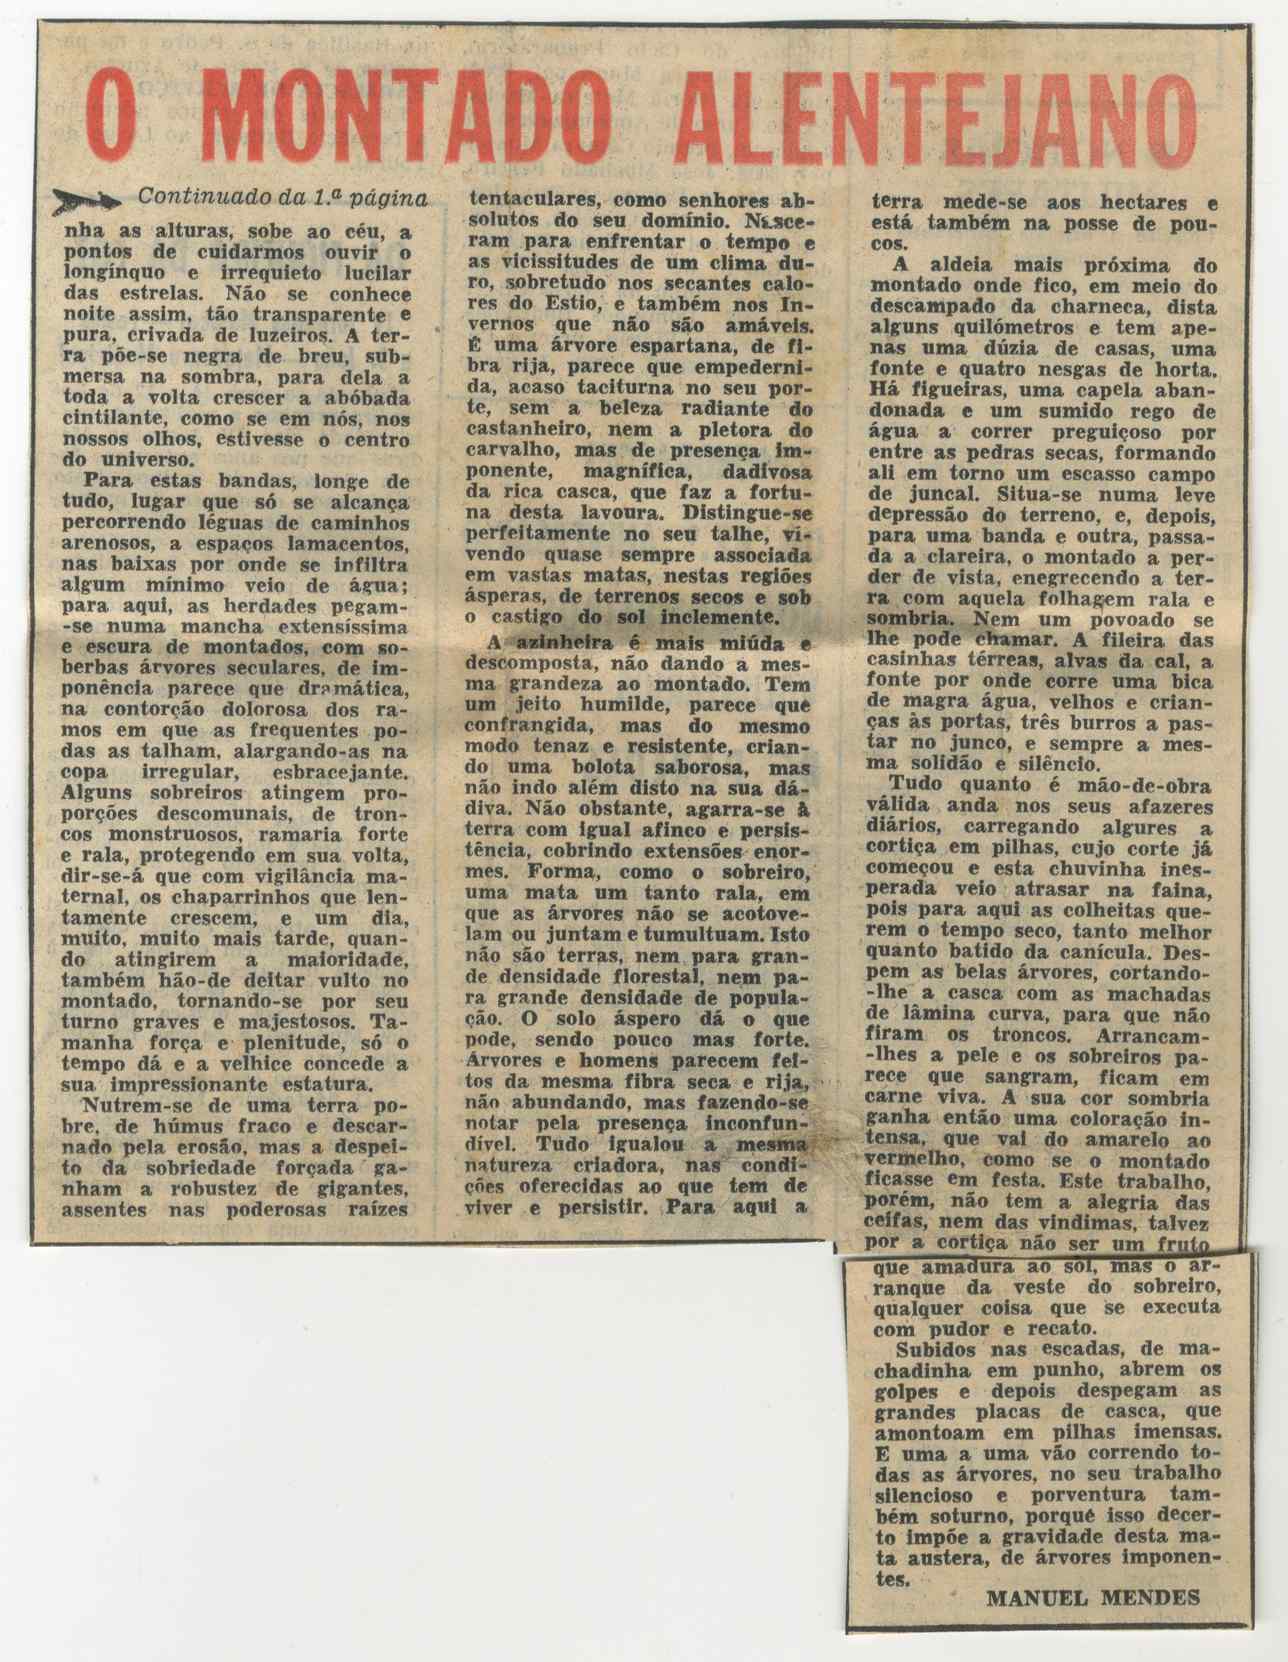 O MONTADO ALENTEJANO
Continuado da 1.ª página
nha as alturas, sobe ao céu, a
pontos de cuidarmos ouvir o
longínquo e irrequieto lucilar
das estrelas. Não se conhece
noite assim, tão transparente e
pura, crivada de luzeiros. A ter-
ra põe-se negra de breu, sub-
mersa na sombra, para dela a
toda a volta crescer a abóbada
cintilante, como se em nós, nos
nossos olhos, estivesse o centro
do universo.
Para estas bandas, longe de
tudo, lugar que só se alcança
percorrendo léguas de caminhos
arenosos, a espaços lamacentos,
nas baixas por onde se infiltra
algum mínimo veio de água;
para aqui, as herdades pegam-
-se numa mancha extensíssima
e escura de montados, com so-
berbas árvores seculares, de im-
ponência parece que dramática,
na contorção dolorosa dos ra-
mos em que as frequentes po-
das as talham, alargando-as na
copa irregular, esbracejante.
Alguns sobreiros atingem pro-
porções descomunais, de tron-
cos monstruosos, ramaria forte
e rala, protegendo em sua volta,
dir-se-á que com vigilância ma-
ternal, os chaparrinhos que len-
tamente crescem, e um dia,
muito, muito mais tarde, quan-
do atingirem a maioridade,
também hão-de deitar vulto no
montado, tornando-se por seu
turno graves e majestosos. Ta-
manha força e plenitude, só o
tempo dá e a velhice concede a
sua impressionante estatura.
Nutrem-se de uma terra po-
bre, de húmus fraco e descar-
nado pela erosão, mas a despei-
to da sobriedade forçada ga-
nham a robustez de gigantes,
assentes nas poderosas raízes
tentaculares, como senhores ab-
solutos do seu domínio. Nasce-
ram para enfrentar o tempo e
as vicissitudes de um clima du-
ro, sobretudo nos secantes calo-
res do Estio, e também nos In-
vernos que não são amáveis.
É uma árvore espartana, de fi-
bra rija, parece que empederni-
da, acaso taciturna no seu por-
te, sem a beleza radiante do
castanheiro, nem a pletora do
carvalho, mas de presença im-
ponente, magnífica, dadivosa
da rica casca, que faz a fortu-
na desta lavoura. Distingue-se
perfeitamente no seu talhe, vi-
vendo quase sempre associada
em vastas matas, nestas regiões
ásperas, de terrenos secos e sob
o castigo do sol inclemente.
A azinheira é mais miúda e
descomposta, não dando a mes-
ma grandeza ao montado. Tem
um jeito humilde, parece que
confrangida, mas do mesmo
modo tenaz e resistente, crian-
do uma bolota saborosa, mas
não indo além disto na sua dá-
diva. Não obstante, agarra-se à
terra com igual afinco e persis-
tência, cobrindo extensões enor-
mes. Forma, como o sobreiro,
uma mata um tanto rala, em
que as árvores não se acotove-
lam ou juntam e tumultuam. Isto
não são terras, nem para gran-
de densidade florestal, nem pa-
ra grande densidade de popula-
ção. O solo áspero dá o que
pode, sendo pouco mas forte.
Árvores e homens parecem fei-
tos da mesma fibra seca e rija,
não abundando, mas fazendo-se
notar pela presença inconfun-
dível. Tudo igualou a mesma
natureza criadora, nas condi-
ções oferecidas ao que tem de
viver e persistir. Para aqui a
terra mede-se aos hectares e
está também na posse de pou-
cos.
A aldeia mais próxima do
montado onde fico, em meio do
descampado da charneca, dista
alguns quilómetros e tem ape-
nas uma dúzia de casas, uma
fonte e quatro nesgas de horta.
Há figueiras, uma capela aban-
donada e um sumido rego de
água a correr preguiçoso por
entre as pedras secas, formando
ali em torno um escasso campo
de juncal. Situa-se numa leve
depressão do terreno, e, depois,
para uma banda e outra, passa-
da a clareira, o montado a per-
der de vista, enegrecendo a ter-
ra com aquela folhagem rala e
sombria. Nem um povoado se
lhe pode chamar. A fileira das
casinhas térreas, alvas da cal, a
fonte por onde corre uma bica
de magra água, velhos e crian-
ças às portas, três burros a pas-
tar no junco, e sempre a mes-
ma solidão e silêncio.
Tudo quanto é mão-de-obra
válida anda nos seus afazeres
diários, carregando algures a
cortiça em pilhas, cujo corte já
começou e esta chuvinha ines-
perada veio atrasar na faina,
pois para aqui as colheitas que-
rem o tempo seco, tanto melhor
quanto batido da canícula. Des-
pem as belas árvores, cortando-
-lhe a casca com as machadas
de lâmina curva, para que não
firam os troncos. Arrancam-
-lhes a pele e os sobreiros pa-
rece que sangram, ficam em
carne viva. A sua cor sombria
ganha então uma coloração in-
tensa, que vai do amarelo ao
vermelho, como se o montado
ficasse em festa. Este trabalho,
porém, não tem a alegria das
ceifas, nem das vindimas, talvez
por a cortiça não ser um fruto
que amadura ao sol, mas o ar-
ranque da veste do sobreiro,
qualquer coisa que se executa
com pudor e recato.
Subidos nas escadas, de ma-
chadinha em punho, abrem os
golpes e depois despegam as
grandes placas de casca, que
amontoam em pilhas imensas.
E uma a uma vão correndo to-
das as árvores, no seu trabalho
silencioso e porventura tam-
bém soturno, porque isso decer-
to impõe a gravidade desta ma-
ta austera, de árvores imponen-
tes.
MANUEL MENDES